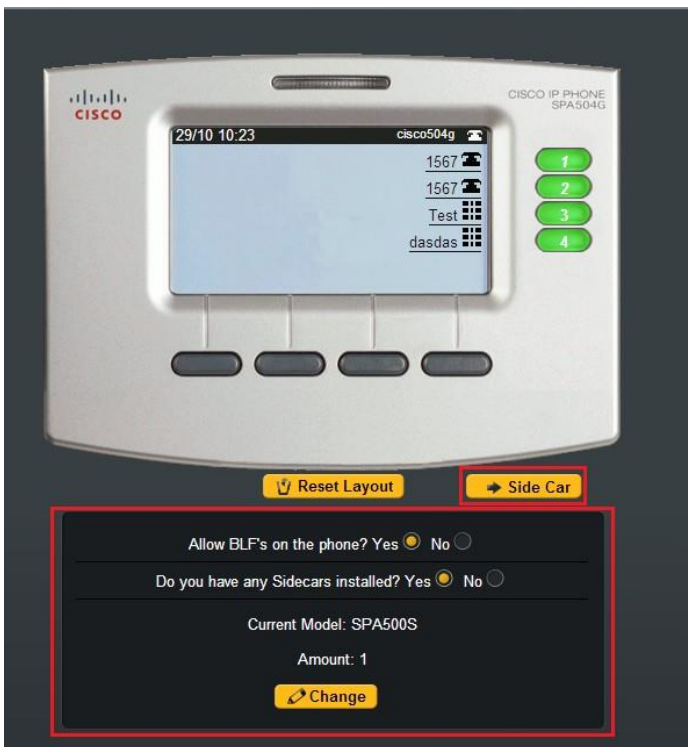 CISCO
CISCO IP PHONE
SPA504G
29/10 10:23 cisco504g
1567
1567
Test
dasdas
1
2
3
4
Reset Layout
Side Car
Allow BLF's on the phone? Yes No
Do you have any Sidecars installed? Yes No
Current Model: SPA500S
Amount: 1
Change